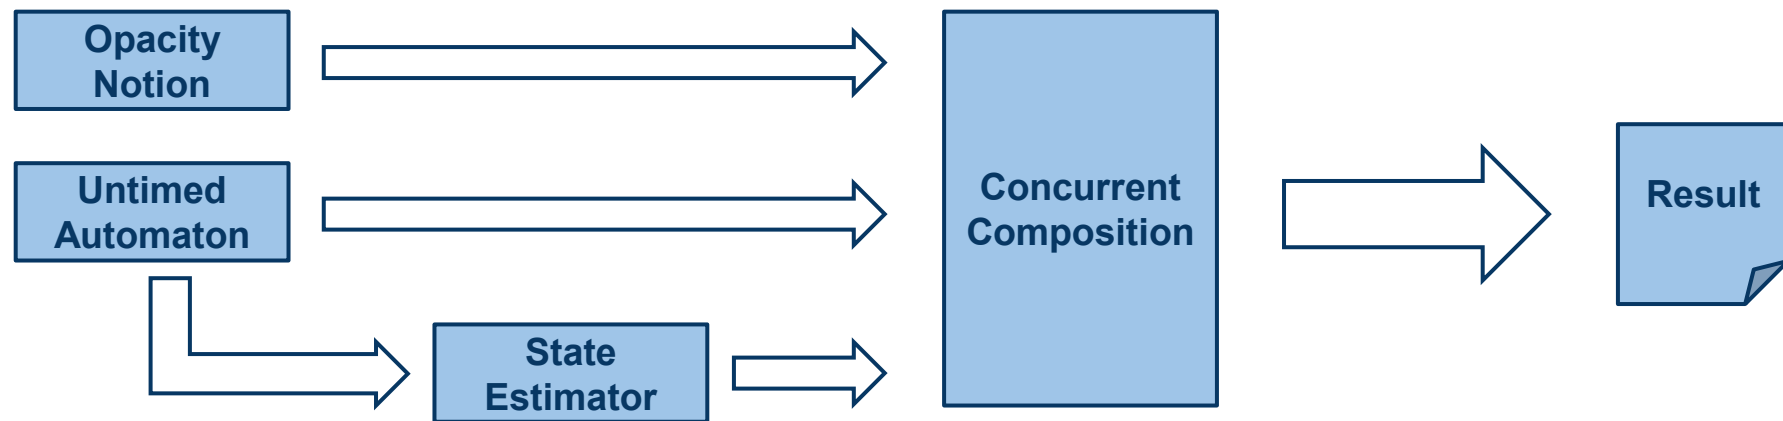 Opacity
Notion
Untimed
Automaton
State
Estimator
Concurrent
Composition
Result